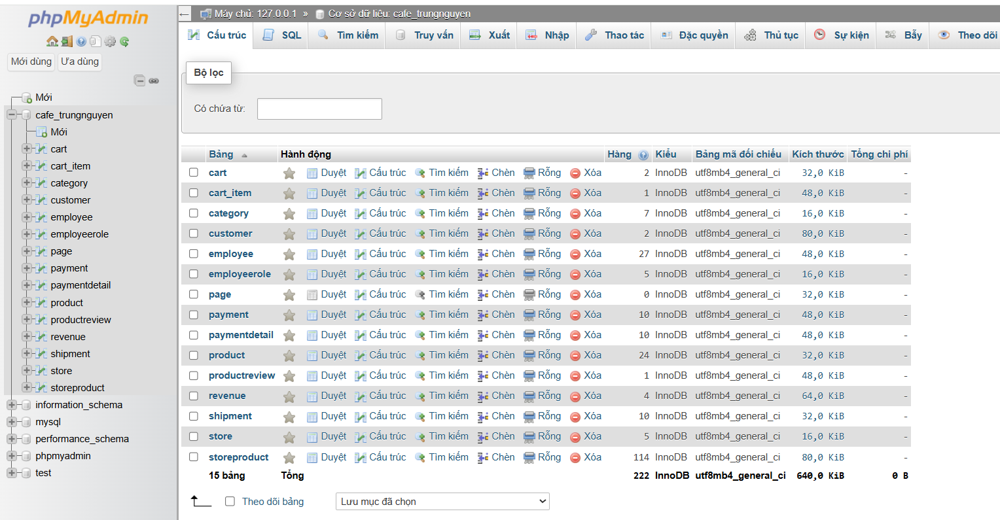 phpMyAdmin
Mới dùng Ưa dùng
Mới
cafe_trungnguyen
Mới
cart
cart_item
category
customer
employee
employeerole
page
payment
paymentdetail
product
productreview
revenue
shipment
store
storeproduct
information_schema
mysql
performance_schema
phpmyadmin
test
Máy chủ: 127.0.0.1 » Cơ sở dữ liệu: cafe_trungnguyen
Cấu trúc SQL Tìm kiếm Truy vấn Xuất Nhập Thao tác Đặc quyền Thủ tục Sự kiện Bẫy Theo dõi
Bộ lọc
Có chứa từ:
Bảng Hành động Hàng Kiểu Bảng mã đối chiếu Kích thước Tổng chi phí
cart Duyệt Cấu trúc Tìm kiếm Chèn Rỗng Xóa 2 InnoDB utf8mb4_general_ci 32,0 KiB -
cart_item Duyệt Cấu trúc Tìm kiếm Chèn Rỗng Xóa 1 InnoDB utf8mb4_general_ci 48,0 KiB -
category Duyệt Cấu trúc Tìm kiếm Chèn Rỗng Xóa 7 InnoDB utf8mb4_general_ci 16,0 KiB -
customer Duyệt Cấu trúc Tìm kiếm Chèn Rỗng Xóa 2 InnoDB utf8mb4_general_ci 80,0 KiB -
employee Duyệt Cấu trúc Tìm kiếm Chèn Rỗng Xóa 27 InnoDB utf8mb4_general_ci 48,0 KiB -
employeerole Duyệt Cấu trúc Tìm kiếm Chèn Rỗng Xóa 5 InnoDB utf8mb4_general_ci 16,0 KiB -
page Duyệt Cấu trúc Tìm kiếm Chèn Rỗng Xóa 0 InnoDB utf8mb4_general_ci 32,0 KiB -
payment Duyệt Cấu trúc Tìm kiếm Chèn Rỗng Xóa 10 InnoDB utf8mb4_general_ci 48,0 KiB -
paymentdetail Duyệt Cấu trúc Tìm kiếm Chèn Rỗng Xóa 10 InnoDB utf8mb4_general_ci 48,0 KiB -
product Duyệt Cấu trúc Tìm kiếm Chèn Rỗng Xóa 24 InnoDB utf8mb4_general_ci 32,0 KiB -
productreview Duyệt Cấu trúc Tìm kiếm Chèn Rỗng Xóa 1 InnoDB utf8mb4_general_ci 48,0 KiB -
revenue Duyệt Cấu trúc Tìm kiếm Chèn Rỗng Xóa 4 InnoDB utf8mb4_general_ci 64,0 KiB -
shipment Duyệt Cấu trúc Tìm kiếm Chèn Rỗng Xóa 10 InnoDB utf8mb4_general_ci 32,0 KiB -
store Duyệt Cấu trúc Tìm kiếm Chèn Rỗng Xóa 5 InnoDB utf8mb4_general_ci 16,0 KiB -
storeproduct Duyệt Cấu trúc Tìm kiếm Chèn Rỗng Xóa 114 InnoDB utf8mb4_general_ci 80,0 KiB -
15 bảng Tổng 222 InnoDB utf8mb4_general_ci 640,0 KiB 0 B
Theo dõi bảng Lưu mục đã chọn